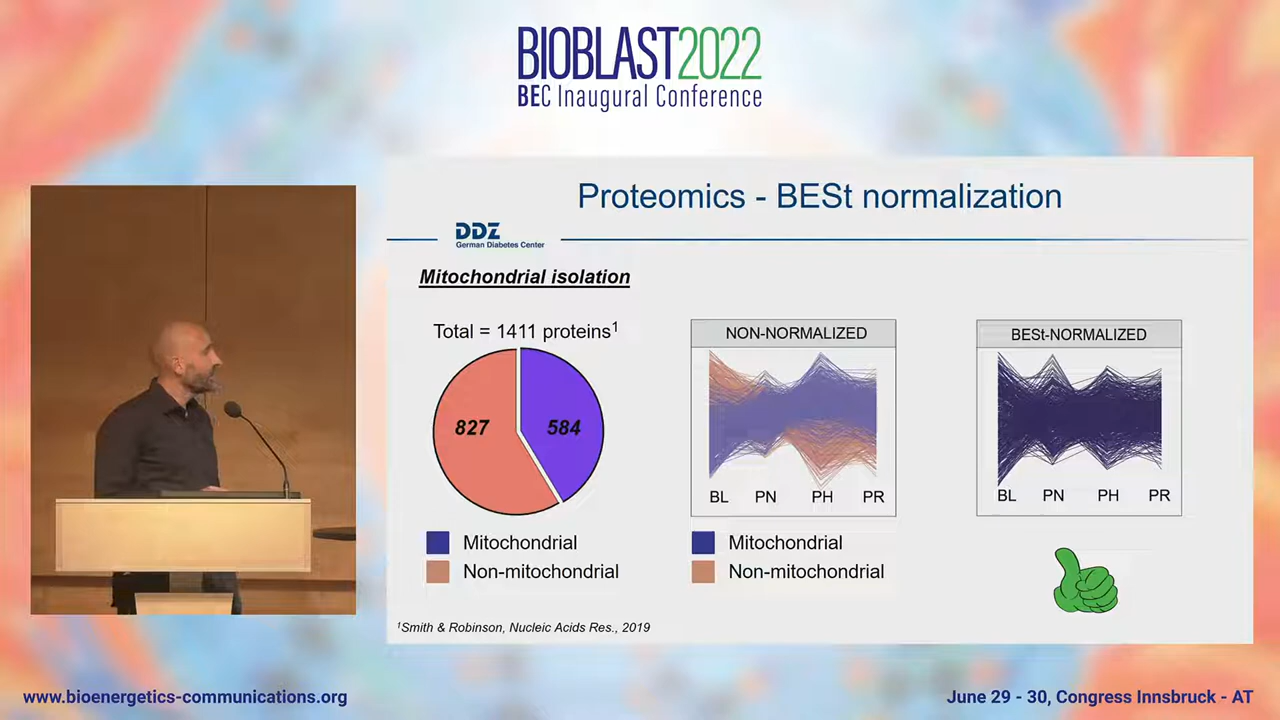 BIOBLAST2022
BEC Inaugural Conference
Proteomics - BESt normalization
DDZ
German Diabetes Center
Mitochondrial isolation
Total = 1411 proteins¹
827
584
Mitochondrial
Non-mitochondrial
NON-NORMALIZED
BL PN PH PR
Mitochondrial
Non-mitochondrial
BESt-NORMALIZED
BL PN PH PR
¹Smith & Robinson, Nucleic Acids Res., 2019
www.bioenergetics-communications.org
June 29 - 30, Congress Innsbruck - AT